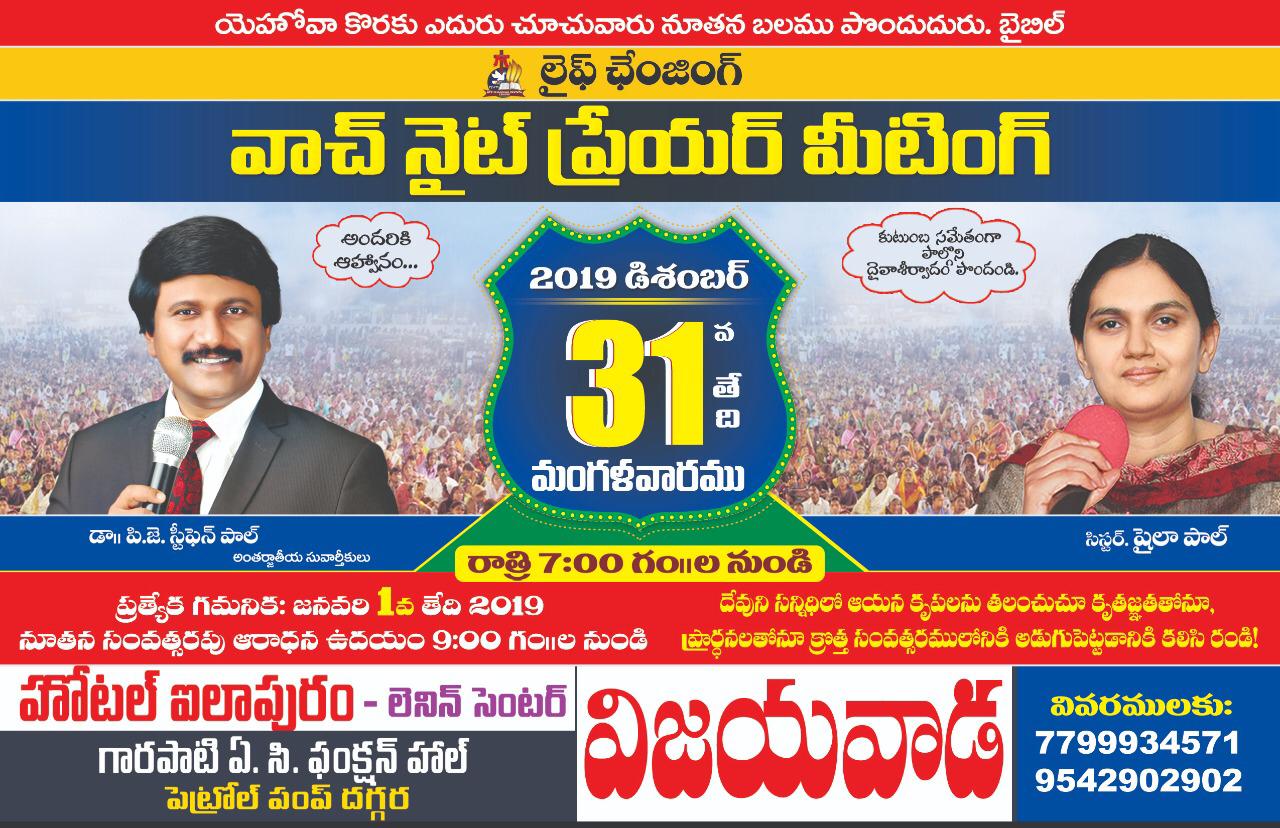 యెహోవా కొరకు ఎదురు చూచువారు నూతన బలము పొందుదురు. బైబిల్
లైఫ్ ఛేంజింగ్
వాచ్ నైట్ ప్రేయర్ మీటింగ్
అందరికి
ఆహ్వానం...
కుటుంబ సమేతంగా
పాల్గొని
దైవాశీర్వాదం పొందండి.
2019 డిశంబర్
31వ తేది
మంగళవారము
డా॥ పి.జె. స్టీఫెన్ పాల్
అంతర్జాతీయ సువార్తీకులు
సిస్టర్. షైలా పాల్
రాత్రి 7:00 గం॥ల నుండి
ప్రత్యేక గమనిక: జనవరి 1వ తేది 2019
నూతన సంవత్సరపు ఆరాధన ఉదయం 9:00 గం॥ల నుండి
దేవుని సన్నిధిలో ఆయన కృపలను తలంచుచూ కృతజ్ఞతతోనూ,
ప్రార్ధనలతోనూ క్రొత్త సంవత్సరములోనికి అడుగుపెట్టడానికి కలిసి రండి!
హోటల్ ఐలాపురం - లెనిన్ సెంటర్
గారపాటి ఏ. సి. ఫంక్షన్ హాల్
పెట్రోల్ పంప్ దగ్గర
విజయవాడ
వివరములకు:
7799934571
9542902902